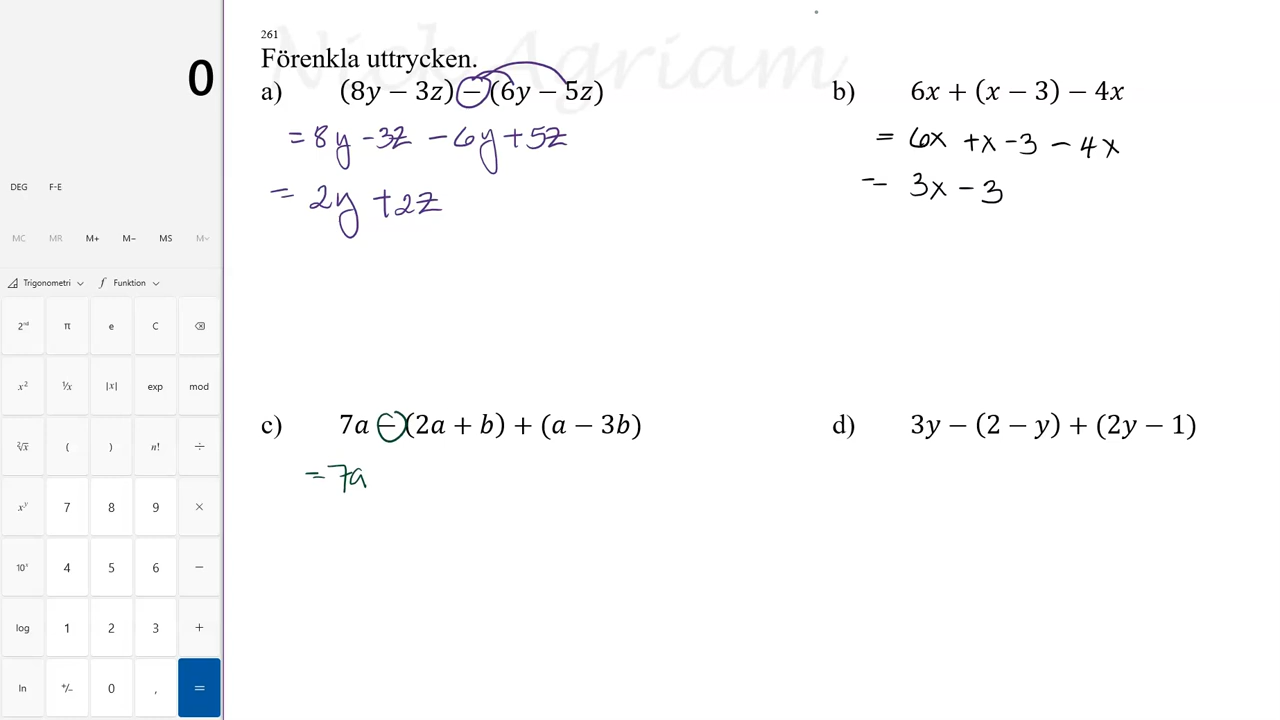 0
DEG F-E
MC MR M+ M− MS M˅
Trigonometri Funktion
2ⁿᵈ π e C
x² ¹/x |x| exp mod
²√x ( ) n! ÷
xʸ 7 8 9 ×
10ˣ 4 5 6 −
log 1 2 3 +
ln +/− 0 , =
Nick Agriam
261
Förenkla uttrycken.
a) (8y − 3z) − (6y − 5z)
= 8y − 3z − 6y + 5z
= 2y + 2z
b) 6x + (x − 3) − 4x
= 6x + x − 3 − 4x
= 3x − 3
c) 7a − (2a + b) + (a − 3b)
= 7a
d) 3y − (2 − y) + (2y − 1)